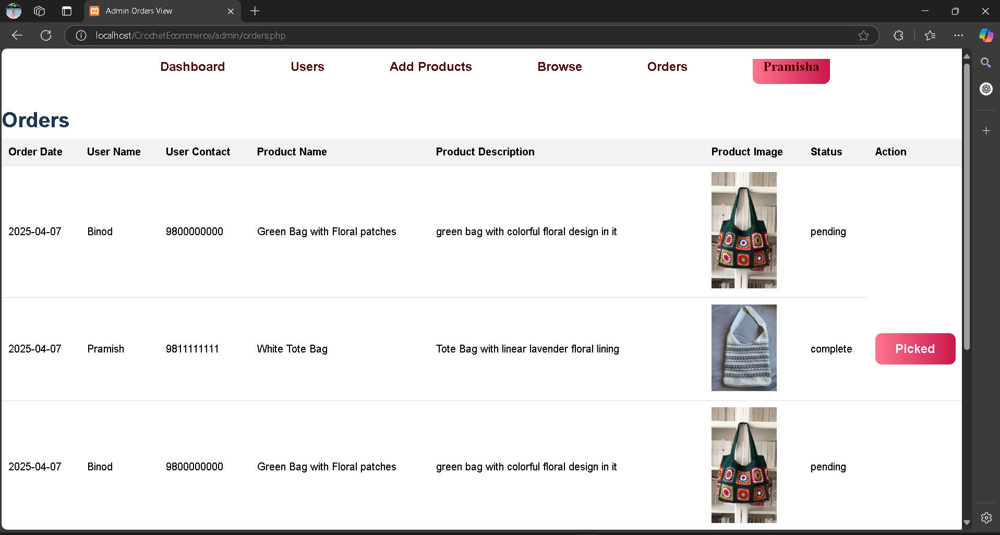 Admin Orders View
localhost/CrochetEcommerce/admin/orders.php
Dashboard Users Add Products Browse Orders Pramisha
Orders
Order Date User Name User Contact Product Name Product Description Product Image Status Action
2025-04-07 Binod 9800000000 Green Bag with Floral patches green bag with colorful floral design in it pending
2025-04-07 Pramish 9811111111 White Tote Bag Tote Bag with linear lavender floral lining complete Picked
2025-04-07 Binod 9800000000 Green Bag with Floral patches green bag with colorful floral design in it pending